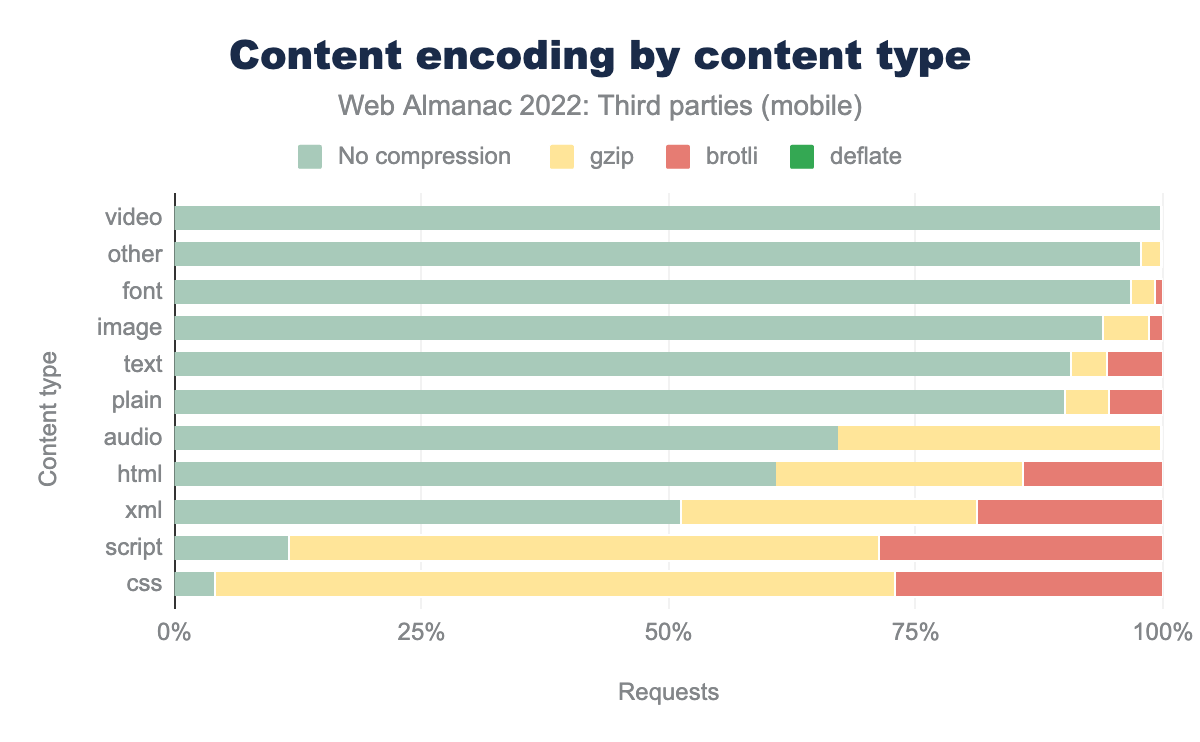 Content encoding by content type
Web Almanac 2022: Third parties (mobile)
No compression gzip brotli deflate
Content type
video
other
font
image
text
plain
audio
html
xml
script
css
0% 25% 50% 75% 100%
Requests